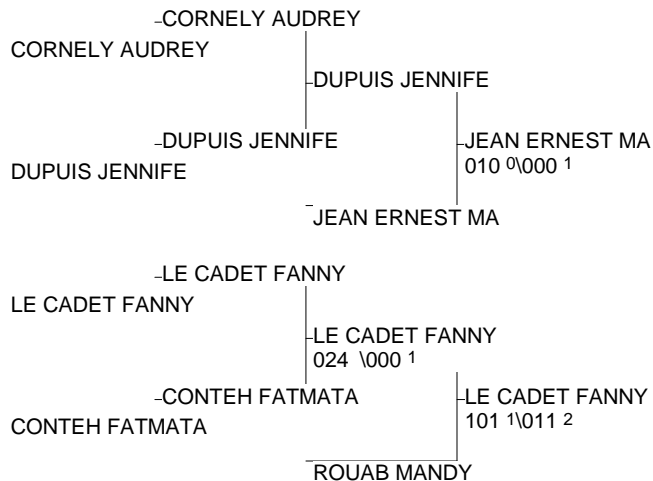 CORNELY AUDREY
CORNELY AUDREY
DUPUIS JENNIFE
DUPUIS JENNIFE
JEAN ERNEST MA
010 0\000 1
DUPUIS JENNIFE
JEAN ERNEST MA
LE CADET FANNY
LE CADET FANNY
LE CADET FANNY
024 \000 1
CONTEH FATMATA
LE CADET FANNY
101 1\011 2
CONTEH FATMATA
ROUAB MANDY